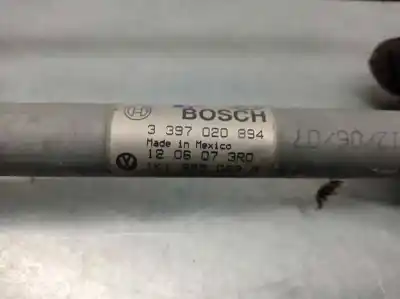 BOSCH
3 397 020 894
Made in Mexico
12 06 07 3R0
12/06/07